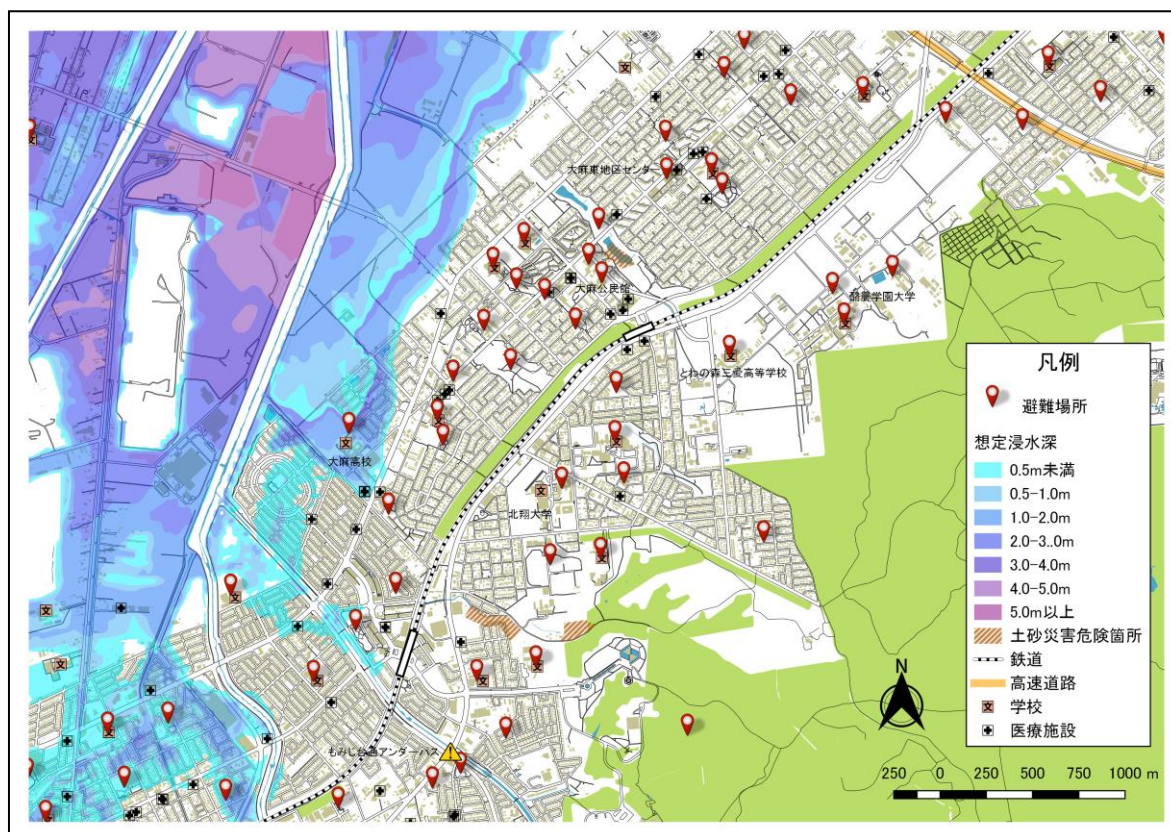 大麻東地区センター
大麻公民館
酪農学園大学
とわの森三愛高等学校
大麻高校
北翔大学
もみじ台通アンダーパス
凡例
避難場所
想定浸水深
0.5m未満
0.5-1.0m
1.0-2.0m
2.0-3..0m
3.0-4.0m
4.0-5.0m
5.0m以上
土砂災害危険箇所
鉄道
高速道路
文 学校
医療施設
N
250 0 250 500 750 1000 m